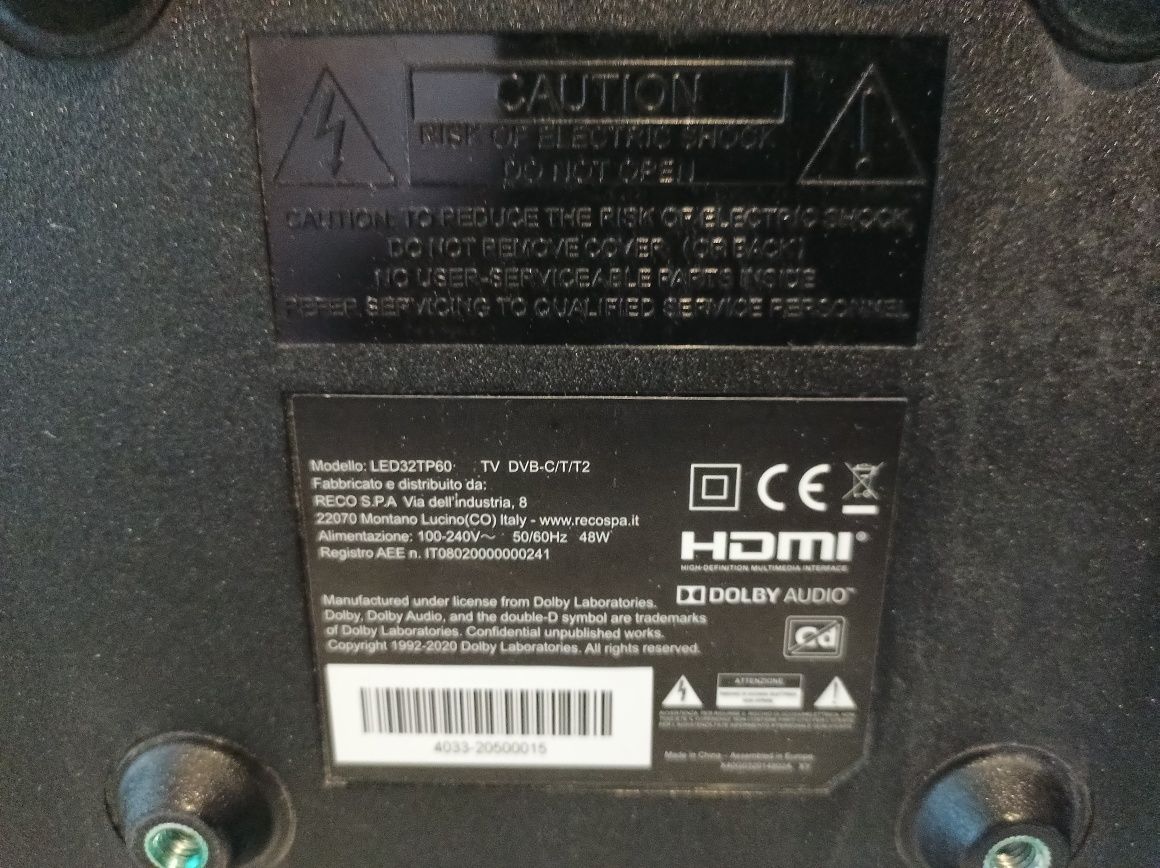 CAUTION
RISK OF ELECTRIC SHOCK
DO NOT OPEN
CAUTION: TO REDUCE THE RISK OF ELECTRIC SHOCK,
DO NOT REMOVE COVER (OR BACK)
NO USER-SERVICEABLE PARTS INSIDE
REFER SERVICING TO QUALIFIED SERVICE PERSONNEL
Modello: LED32TP60 TV DVB-C/T/T2
Fabbricato e distribuito da:
RECO S.P.A Via dell'industria, 8
22070 Montano Lucino(CO) Italy - www.recospa.it
Alimentazione: 100-240V~ 50/60Hz 48W
Registro AEE n. IT08020000000241
CE
HDMI
HIGH-DEFINITION MULTIMEDIA INTERFACE
DOLBY AUDIO™
Manufactured under license from Dolby Laboratories.
Dolby, Dolby Audio, and the double-D symbol are trademarks
of Dolby Laboratories. Confidential unpublished works.
Copyright 1992-2020 Dolby Laboratories. All rights reserved.
4033-20500015
ATTENZIONE
Made in China - Assembled in Europe